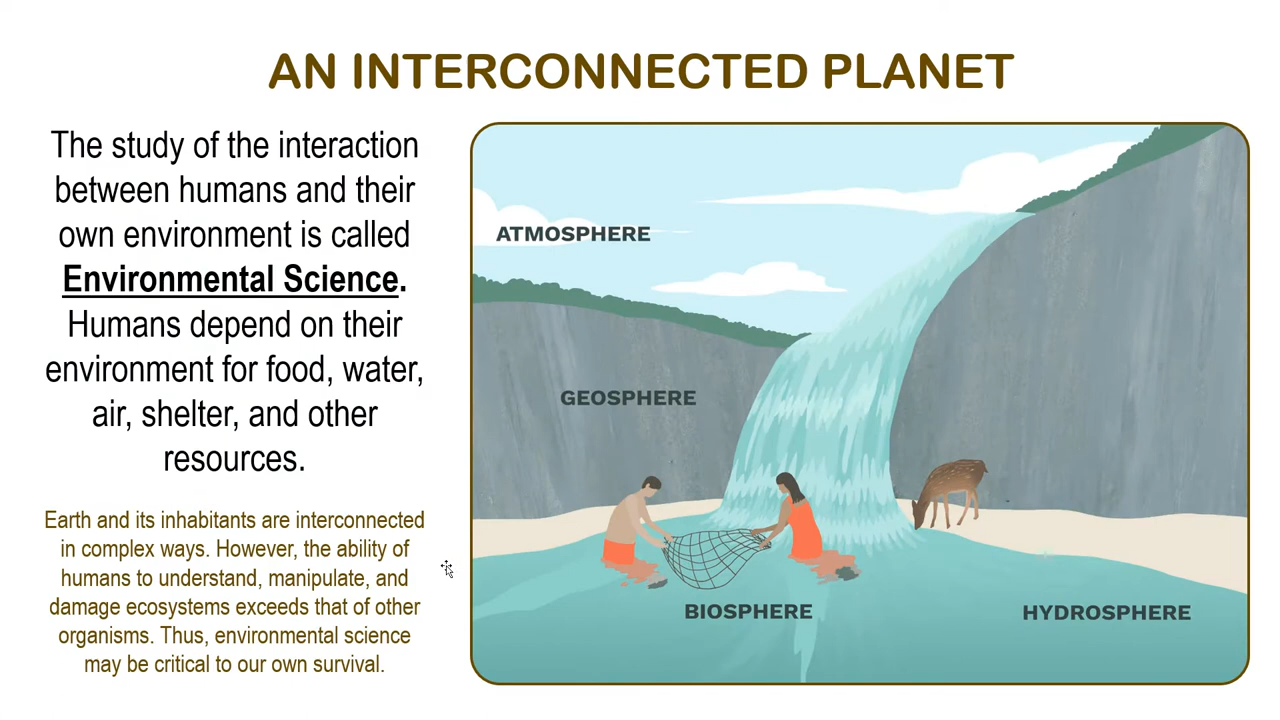 AN INTERCONNECTED PLANET
The study of the interaction
between humans and their
own environment is called
Environmental Science.
Humans depend on their
environment for food, water,
air, shelter, and other
resources.
Earth and its inhabitants are interconnected
in complex ways. However, the ability of
humans to understand, manipulate, and
damage ecosystems exceeds that of other
organisms. Thus, environmental science
may be critical to our own survival.
ATMOSPHERE
GEOSPHERE
BIOSPHERE
HYDROSPHERE